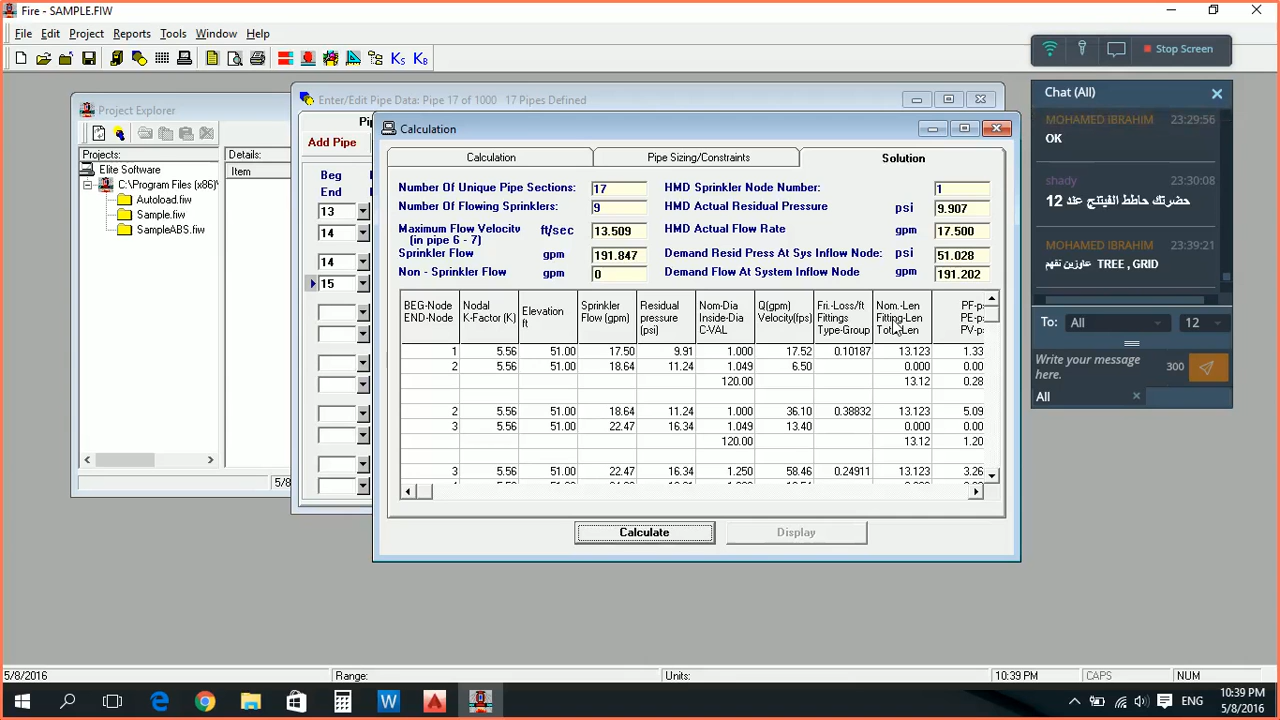 Fire - SAMPLE.FIW
File Edit Project Reports Tools Window Help
Project Explorer
Projects:
Elite Software
C:\Program Files (x86)\
Autoload.fiw
Sample.fiw
SampleABS.fiw
Details:
Item
5/8
Enter/Edit Pipe Data: Pipe 17 of 1000 17 Pipes Defined
Add Pipe
Beg
End
13
14
14
15
Calculation
Calculation Pipe Sizing/Constraints Solution
Number Of Unique Pipe Sections: 17 HMD Sprinkler Node Number: 1
Number Of Flowing Sprinklers: 9 HMD Actual Residual Pressure psi 9.907
Maximum Flow Velocity ft/sec 13.509 HMD Actual Flow Rate gpm 17.500
(in pipe 6 - 7)
Sprinkler Flow gpm 191.847 Demand Resid Press At Sys Inflow Node: psi 51.028
Non - Sprinkler Flow gpm 0 Demand Flow At System Inflow Node gpm 191.202
BEG-Node Nodal Elevation Sprinkler Residual Nom-Dia Q(gpm) Fri.-Loss/ft Nom.-Len PF-p
END-Node K-Factor (K) ft Flow (gpm) pressure Inside-Dia Velocity(fps) Fittings Fitting-Len PE-p
(psi) C-VAL Type-Group PV-p
1 5.56 51.00 17.50 9.91 1.000 17.52 0.10187 13.123 1.33
2 5.56 51.00 18.64 11.24 1.049 6.50 0.000 0.00
120.00 13.12 0.28
2 5.56 51.00 18.64 11.24 1.000 36.10 0.38832 13.123 5.09
3 5.56 51.00 22.47 16.34 1.049 13.40 0.000 0.00
120.00 13.12 1.20
3 5.56 51.00 22.47 16.34 1.250 58.46 0.24911 13.123 3.26
Calculate Display
Stop Screen
Chat (All)
MOHAMED IBRAHIM 23:29:56
OK
shady 23:30:08
حضرتك حاطط الفيتنج عند 12
MOHAMED IBRAHIM 23:39:21
عاوزين نفهم TREE , GRID
To: All 12
Write your message
here.
300
All
5/8/2016 Range: Units: 10:39 PM CAPS NUM
ENG
10:39 PM
5/8/2016